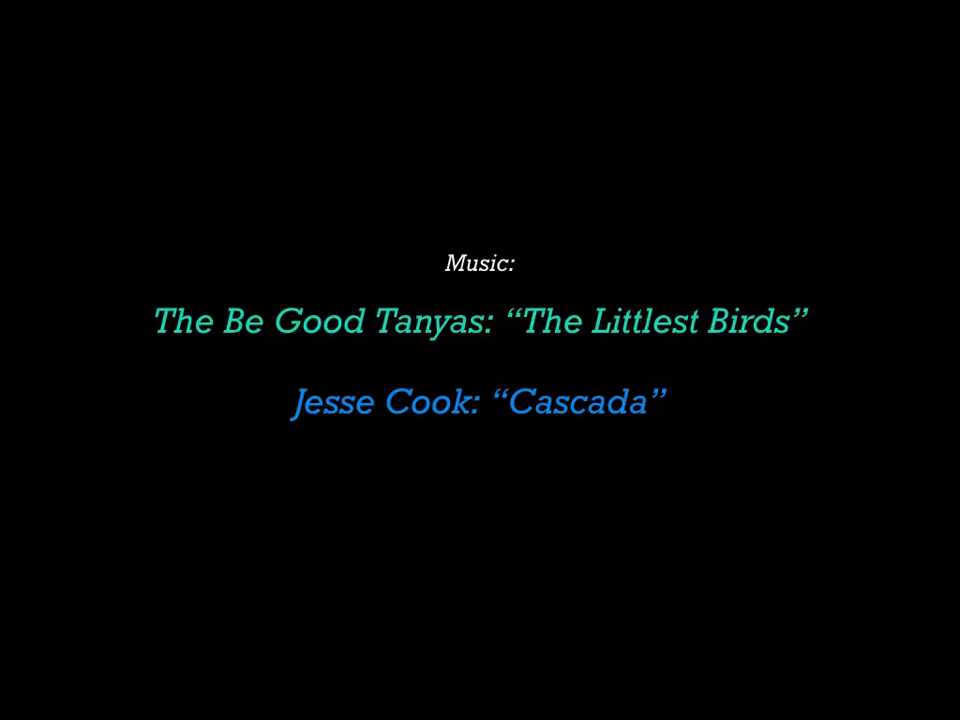 Music:
The Be Good Tanyas: “The Littlest Birds”
Jesse Cook: “Cascada”